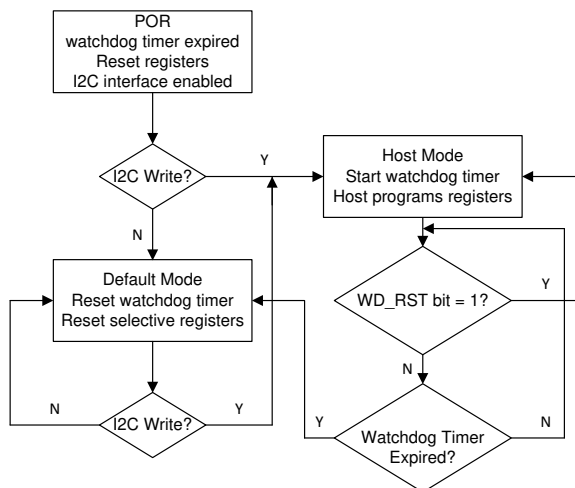 POR
watchdog timer expired
Reset registers
I2C interface enabled
I2C Write?
Y
N
Host Mode
Start watchdog timer
Host programs registers
Default Mode
Reset watchdog timer
Reset selective registers
WD_RST bit = 1?
Y
N
I2C Write?
N
Y
Watchdog Timer
Expired?
Y
N